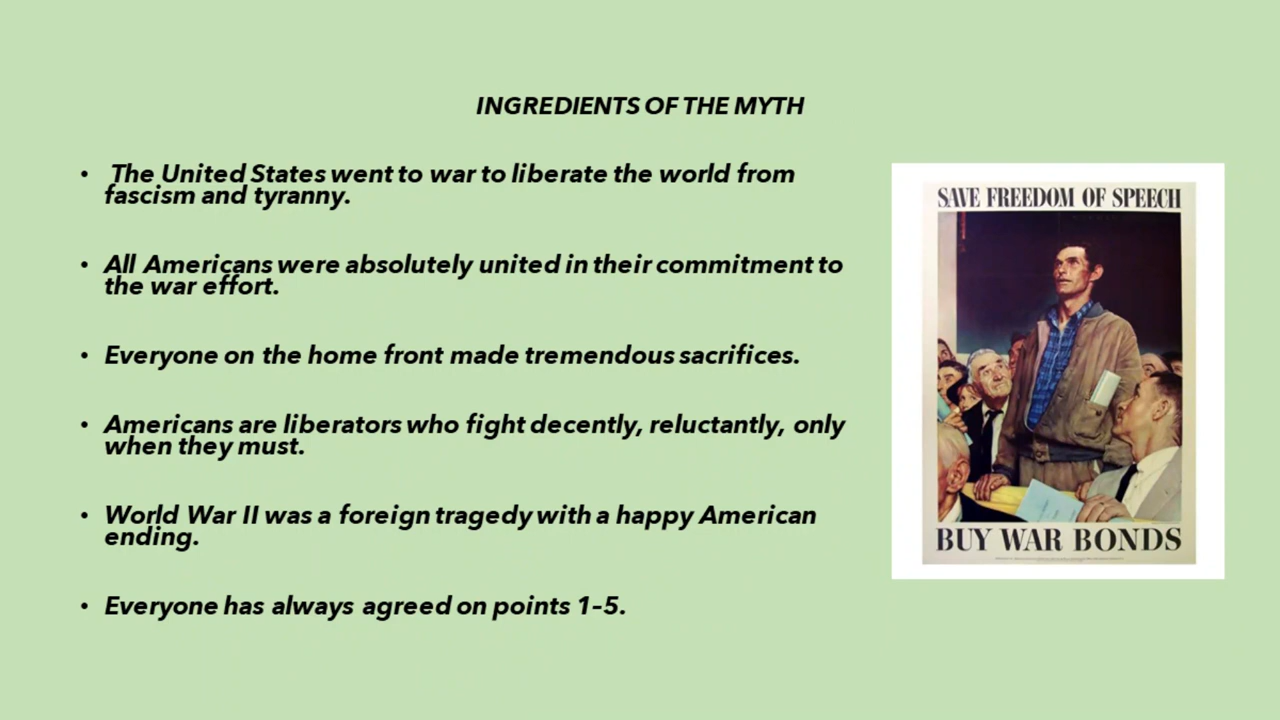 INGREDIENTS OF THE MYTH
• The United States went to war to liberate the world from
fascism and tyranny.
• All Americans were absolutely united in their commitment to
the war effort.
• Everyone on the home front made tremendous sacrifices.
• Americans are liberators who fight decently, reluctantly, only
when they must.
• World War II was a foreign tragedy with a happy American
ending.
• Everyone has always agreed on points 1–5.
SAVE FREEDOM OF SPEECH
BUY WAR BONDS